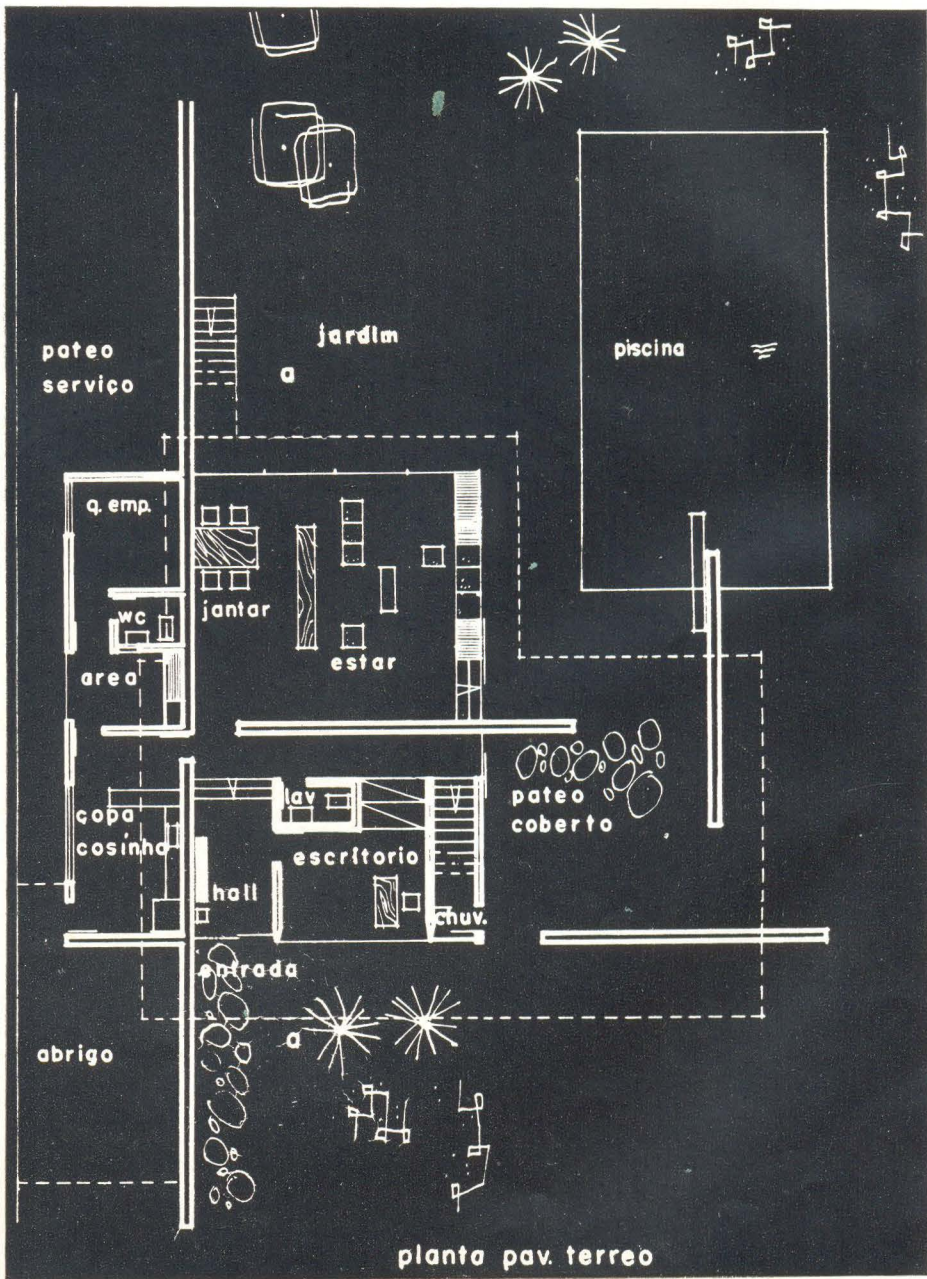 jardim
a
pateo
serviço
piscina
q. emp.
jantar
wc
estar
area
copa
cosinha
lav
pateo
coberto
escritorio
hall
chuv.
entrada
a
abrigo
planta pav. terreo